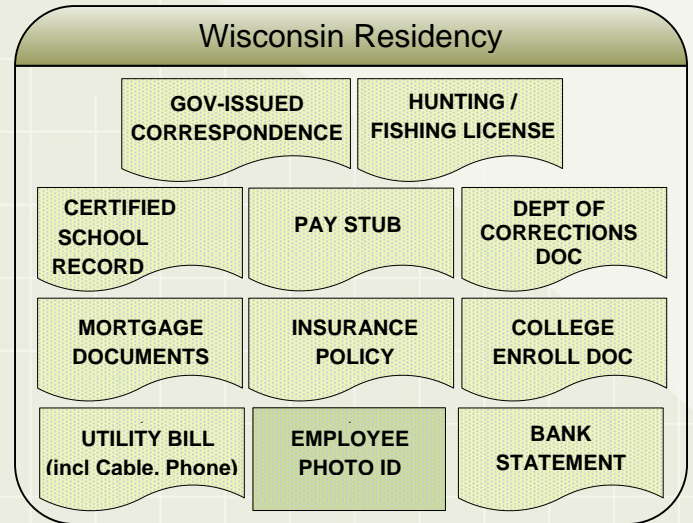 Wisconsin Residency
GOV-ISSUED
CORRESPONDENCE
HUNTING /
FISHING LICENSE
CERTIFIED
SCHOOL
RECORD
PAY STUB
DEPT OF
CORRECTIONS
DOC
MORTGAGE
DOCUMENTS
INSURANCE
POLICY
COLLEGE
ENROLL DOC
UTILITY BILL
(incl Cable, Phone)
EMPLOYEE
PHOTO ID
BANK
STATEMENT